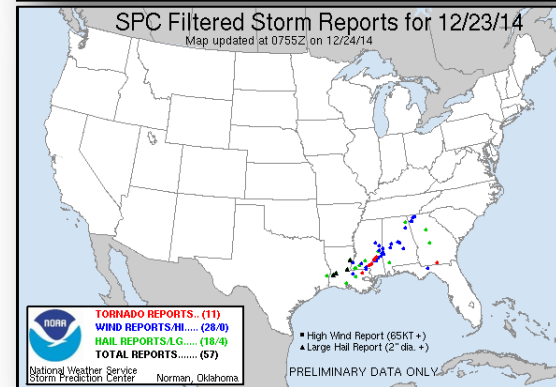 SPC Filtered Storm Reports for 12/23/14
Map updated at 0755Z on 12/24/14
■ High Wind Report (65KT +)
▲ Large Hail Report (2" dia. +)
PRELIMINARY DATA ONLY
NOAA
TORNADO REPORTS.. (11)
WIND REPORTS/HI..... (28/0)
HAIL REPORTS/LG.... (18/4)
TOTAL REPORTS....... (57)
National Weather Service
Storm Prediction Center Norman, Oklahoma